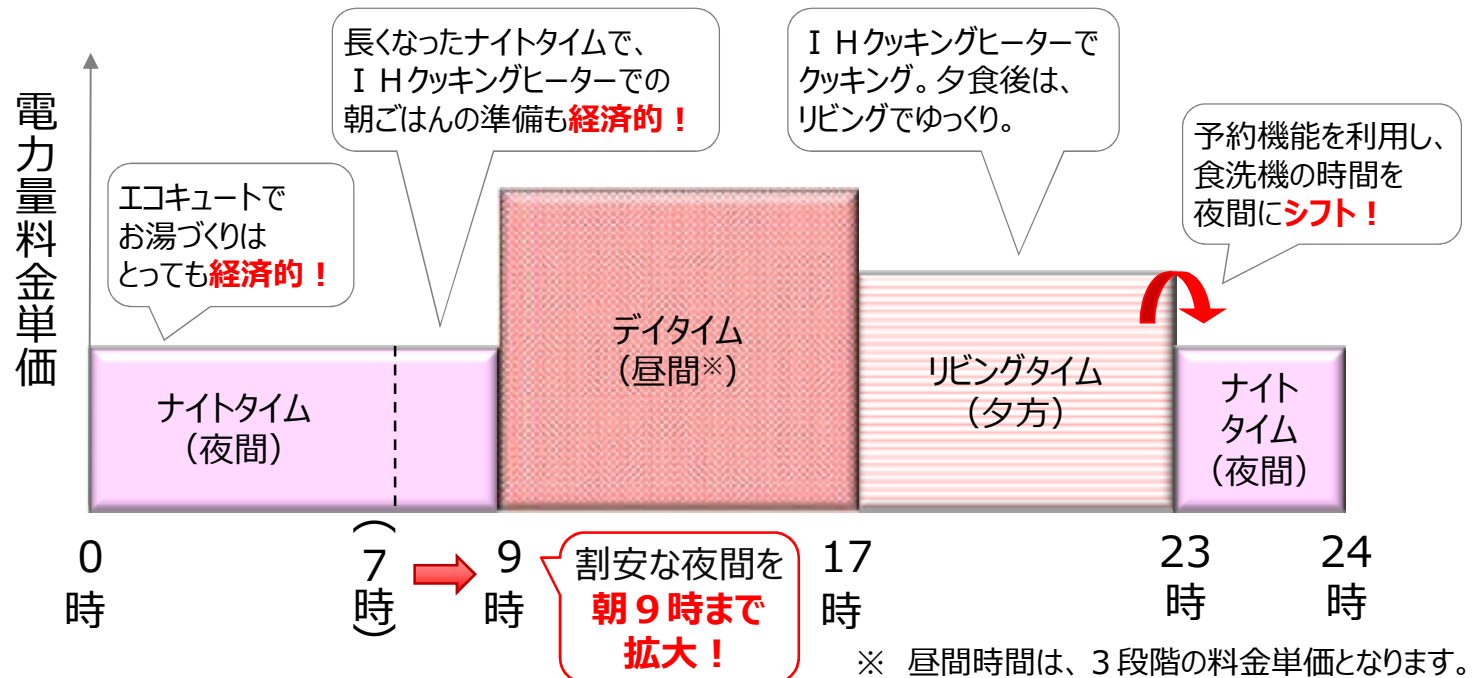 電力量料金単価
エコキュートで
お湯づくりは
とっても経済的！
長くなったナイトタイムで、
ＩＨクッキングヒーターでの
朝ごはんの準備も経済的！
ＩＨクッキングヒーターで
クッキング。夕食後は、
リビングでゆっくり。
予約機能を利用し、
食洗機の時間を
夜間にシフト！
ナイトタイム
（夜間）
デイタイム
（昼間※）
リビングタイム
（夕方）
ナイト
タイム
（夜間）
0
時
（7時）
9
時
割安な夜間を
朝９時まで
拡大！
17
時
23
時
24
時
※　昼間時間は、３段階の料金単価となります。